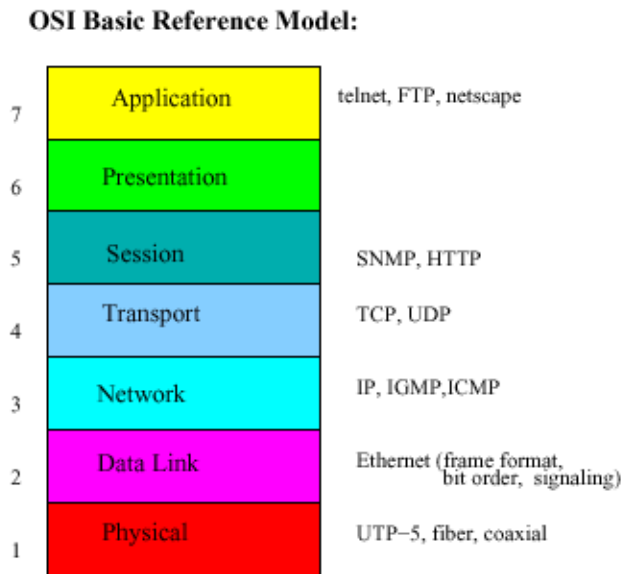 OSI Basic Reference Model:
7 Application telnet, FTP, netscape
6 Presentation
5 Session SNMP, HTTP
4 Transport TCP, UDP
3 Network IP, IGMP,ICMP
2 Data Link Ethernet (frame format,
bit order, signaling)
1 Physical UTP−5, fiber, coaxial